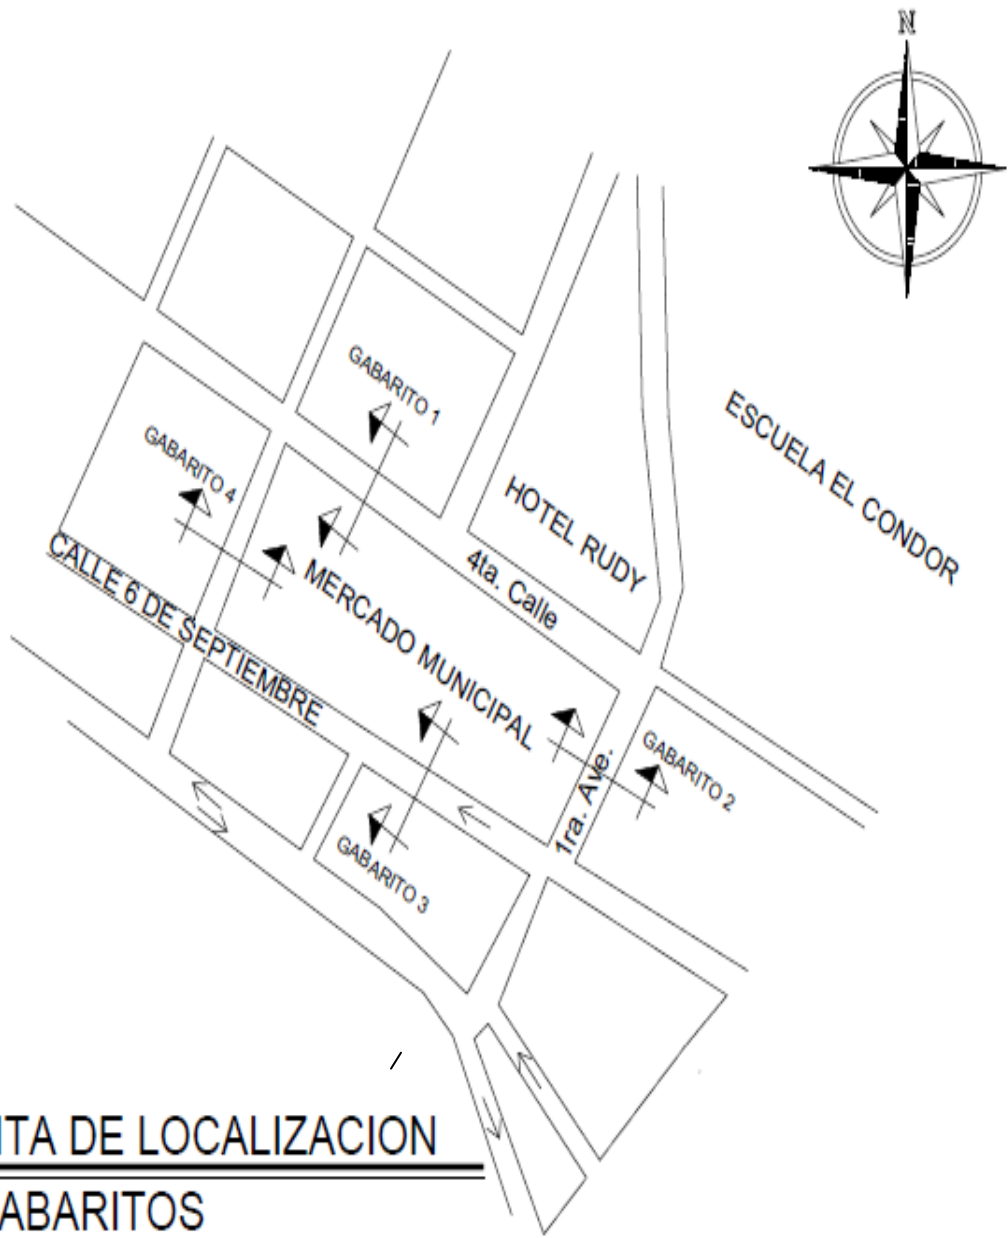 N
GABARITO 1
ESCUELA EL CONDOR
GABARITO 4
HOTEL RUDY
4ta. Calle
CALLE 6 DE SEPTIEMBRE
MERCADO MUNICIPAL
GABARITO 2
1ra. Ave.
GABARITO 3
NTA DE LOCALIZACION
ABARITOS